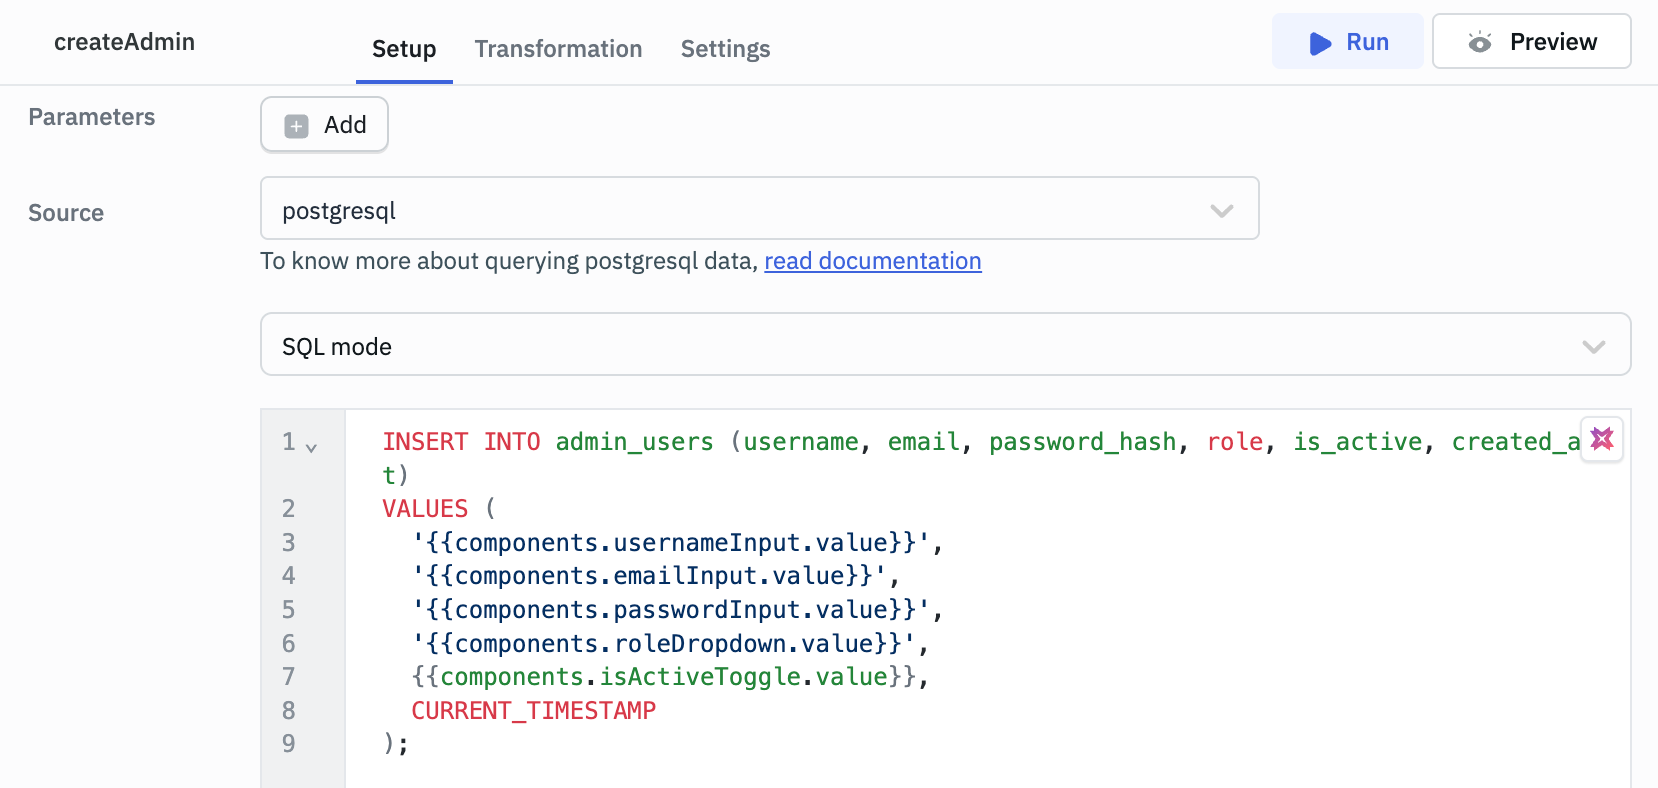 createAdmin
Setup Transformation Settings
Run Preview
Parameters
Add
Source
postgresql
To know more about querying postgresql data, read documentation
SQL mode
1 INSERT INTO admin_users (username, email, password_hash, role, is_active, created_a
t)
2 VALUES (
3 '{{components.usernameInput.value}}',
4 '{{components.emailInput.value}}',
5 '{{components.passwordInput.value}}',
6 '{{components.roleDropdown.value}}',
7 {{components.isActiveToggle.value}},
8 CURRENT_TIMESTAMP
9 );